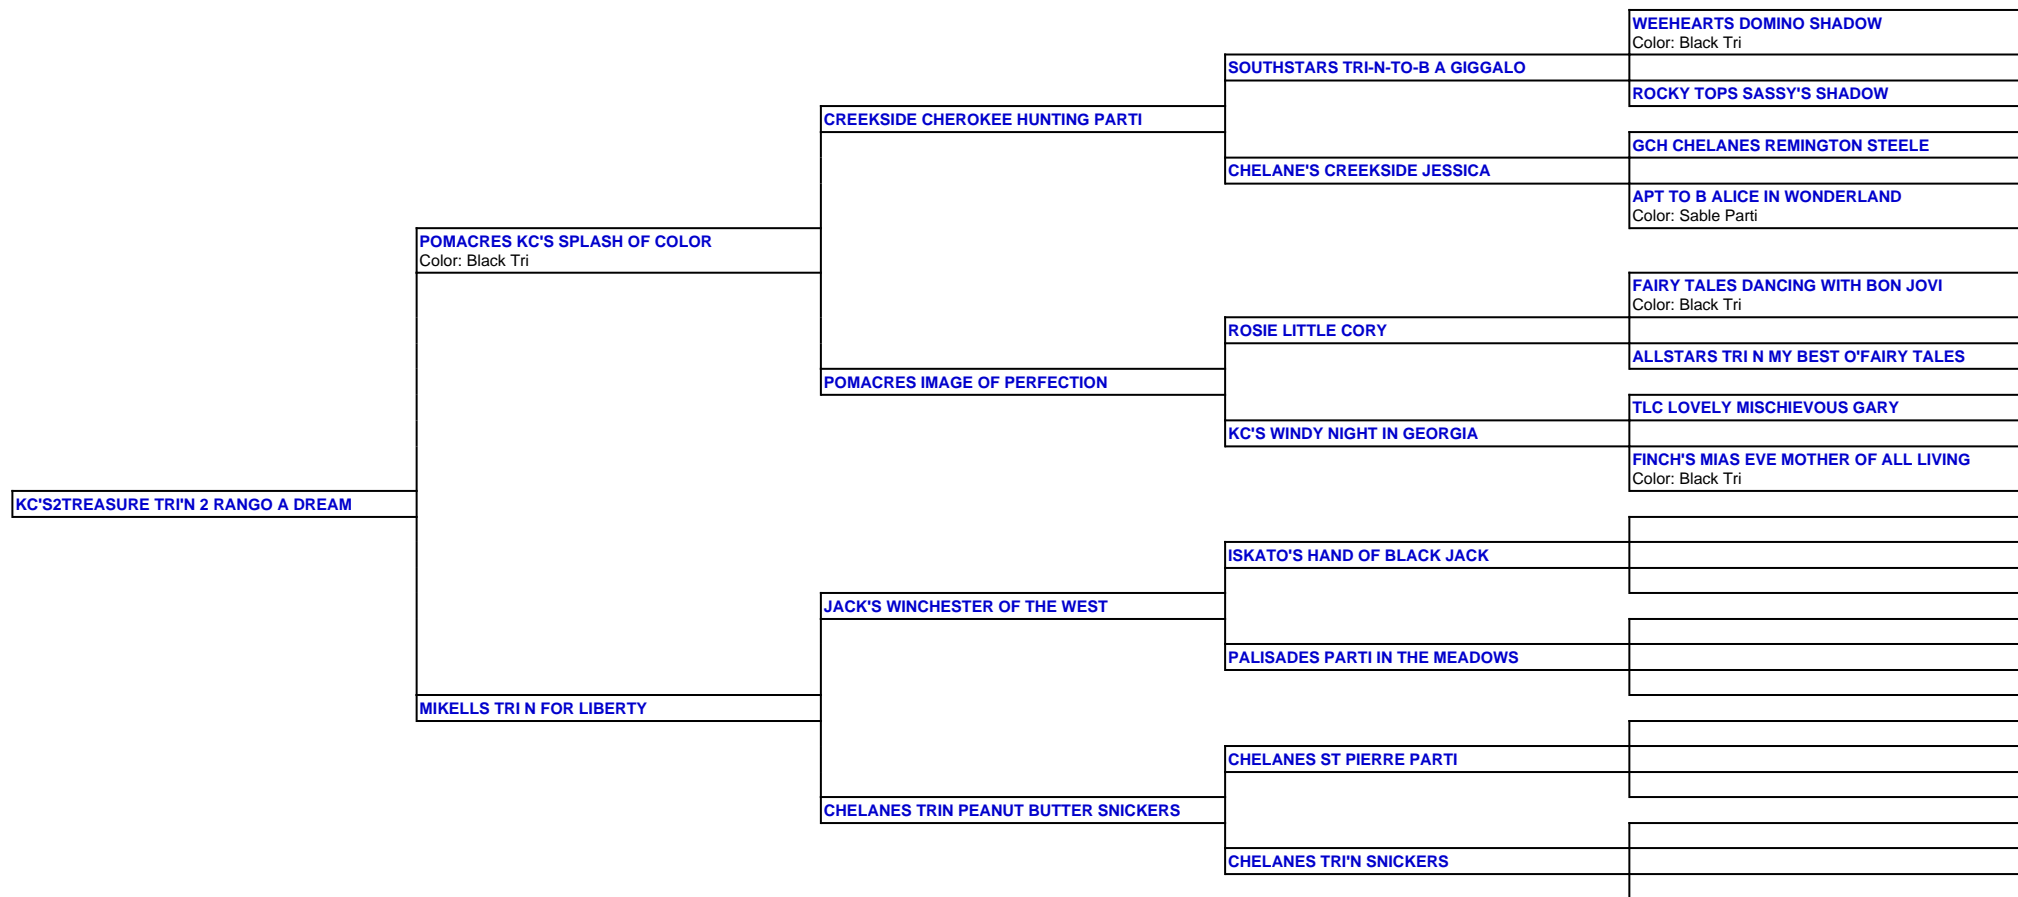 WEEHEARTS DOMINO SHADOW
Color: Black Tri
SOUTHSTARS TRI-N-TO-B A GIGGALO
ROCKY TOPS SASSY'S SHADOW
CREEKSIDE CHEROKEE HUNTING PARTI
GCH CHELANES REMINGTON STEELE
CHELANE'S CREEKSIDE JESSICA
APT TO B ALICE IN WONDERLAND
Color: Sable Parti
POMACRES KC'S SPLASH OF COLOR
Color: Black Tri
FAIRY TALES DANCING WITH BON JOVI
Color: Black Tri
ROSIE LITTLE CORY
ALLSTARS TRI N MY BEST O'FAIRY TALES
POMACRES IMAGE OF PERFECTION
TLC LOVELY MISCHIEVOUS GARY
KC'S WINDY NIGHT IN GEORGIA
FINCH'S MIAS EVE MOTHER OF ALL LIVING
Color: Black Tri
KC'S2TREASURE TRI'N 2 RANGO A DREAM
ISKATO'S HAND OF BLACK JACK
JACK'S WINCHESTER OF THE WEST
PALISADES PARTI IN THE MEADOWS
MIKELLS TRI N FOR LIBERTY
CHELANES ST PIERRE PARTI
CHELANES TRIN PEANUT BUTTER SNICKERS
CHELANES TRI'N SNICKERS